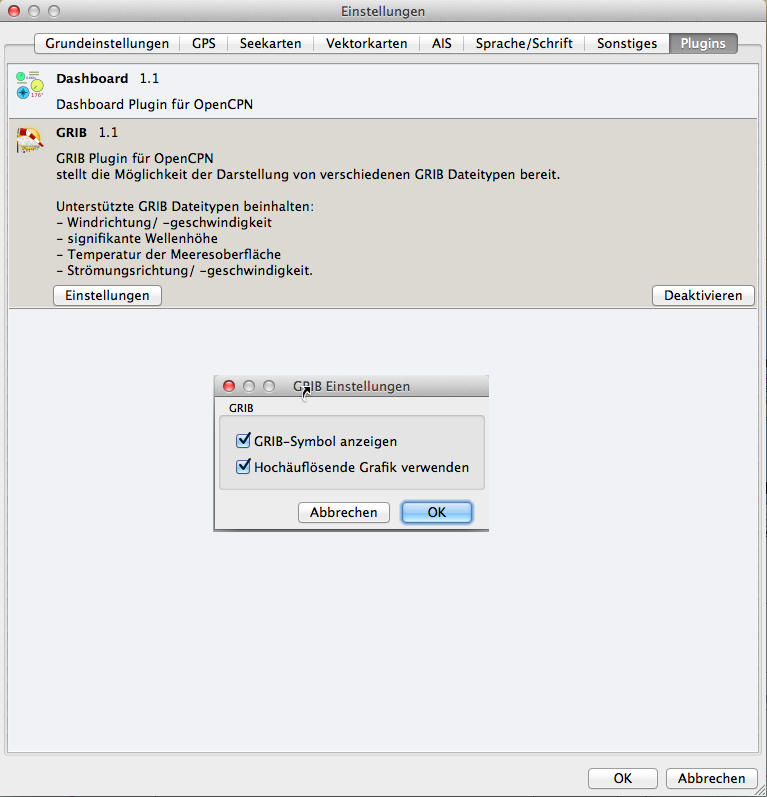 Einstellungen
Grundeinstellungen GPS Seekarten Vektorkarten AIS Sprache/Schrift Sonstiges Plugins
Dashboard 1.1
Dashboard Plugin für OpenCPN
GRIB 1.1
GRIB Plugin für OpenCPN
stellt die Möglichkeit der Darstellung von verschiedenen GRIB Dateitypen bereit.
Unterstützte GRIB Dateitypen beinhalten:
- Windrichtung/ -geschwindigkeit
- signifikante Wellenhöhe
- Temperatur der Meeresoberfläche
- Strömungsrichtung/ -geschwindigkeit.
Einstellungen Deaktivieren
GRIB Einstellungen
GRIB
GRIB-Symbol anzeigen
Hochäuflösende Grafik verwenden
Abbrechen OK
OK Abbrechen